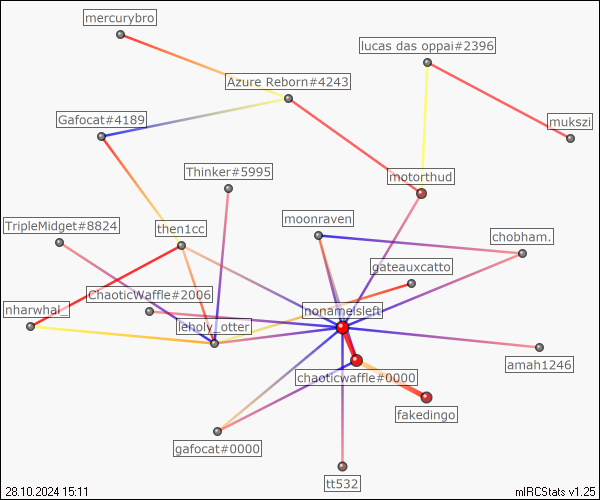 mercurybro
lucas das oppai#2396
Azure Reborn#4243
Gafocat#4189
mukszi
Thinker#5995
motorthud
moonraven
TripleMidget#8824
then1cc
chobham.
gateauxcatto
ChaoticWaffle#2006
nharwhal_
nonameisleft
leholy_otter
amah1246
chaoticwaffle#0000
fakedingo
gafocat#0000
tt532
28.10.2024 15:11
mIRCStats v1.25